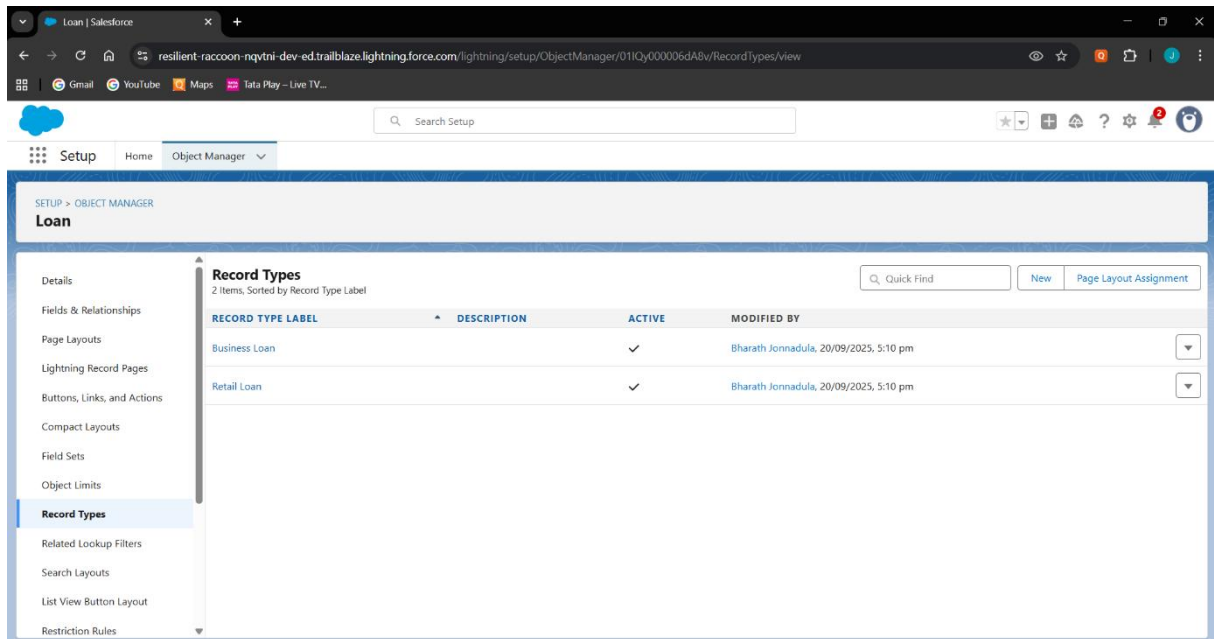 Loan | Salesforce
resilient-raccoon-nqvtni-dev-ed.trailblaze.lightning.force.com/lightning/setup/ObjectManager/01IQy000006dA8v/RecordTypes/view
Gmail YouTube Maps Tata Play – Live TV...
Search Setup
2
Setup Home Object Manager
SETUP > OBJECT MANAGER
Loan
Details
Fields & Relationships
Page Layouts
Lightning Record Pages
Buttons, Links, and Actions
Compact Layouts
Field Sets
Object Limits
Record Types
Related Lookup Filters
Search Layouts
List View Button Layout
Restriction Rules
Record Types
2 Items, Sorted by Record Type Label
Quick Find New Page Layout Assignment
RECORD TYPE LABEL DESCRIPTION ACTIVE MODIFIED BY
Business Loan Bharath Jonnadula, 20/09/2025, 5:10 pm
Retail Loan Bharath Jonnadula, 20/09/2025, 5:10 pm